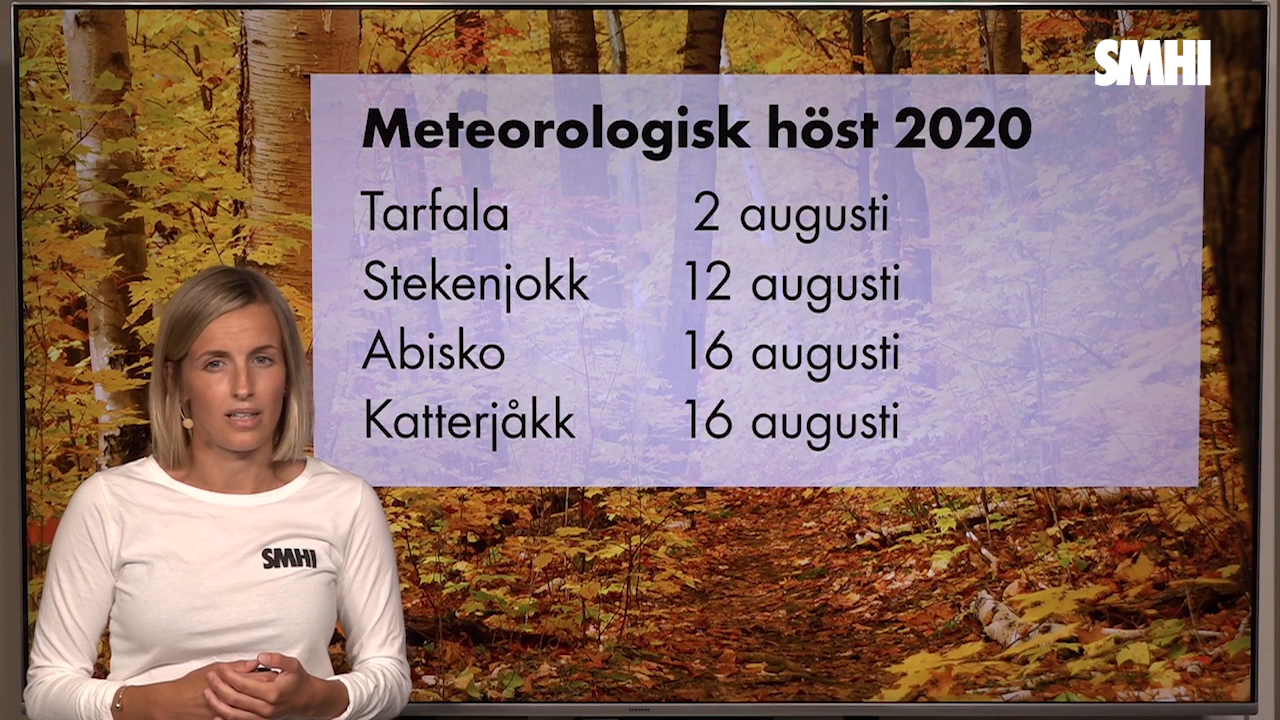 SMHI
Meteorologisk höst 2020
Tarfala 2 augusti
Stekenjokk 12 augusti
Abisko 16 augusti
Katterjåkk 16 augusti
SMHI